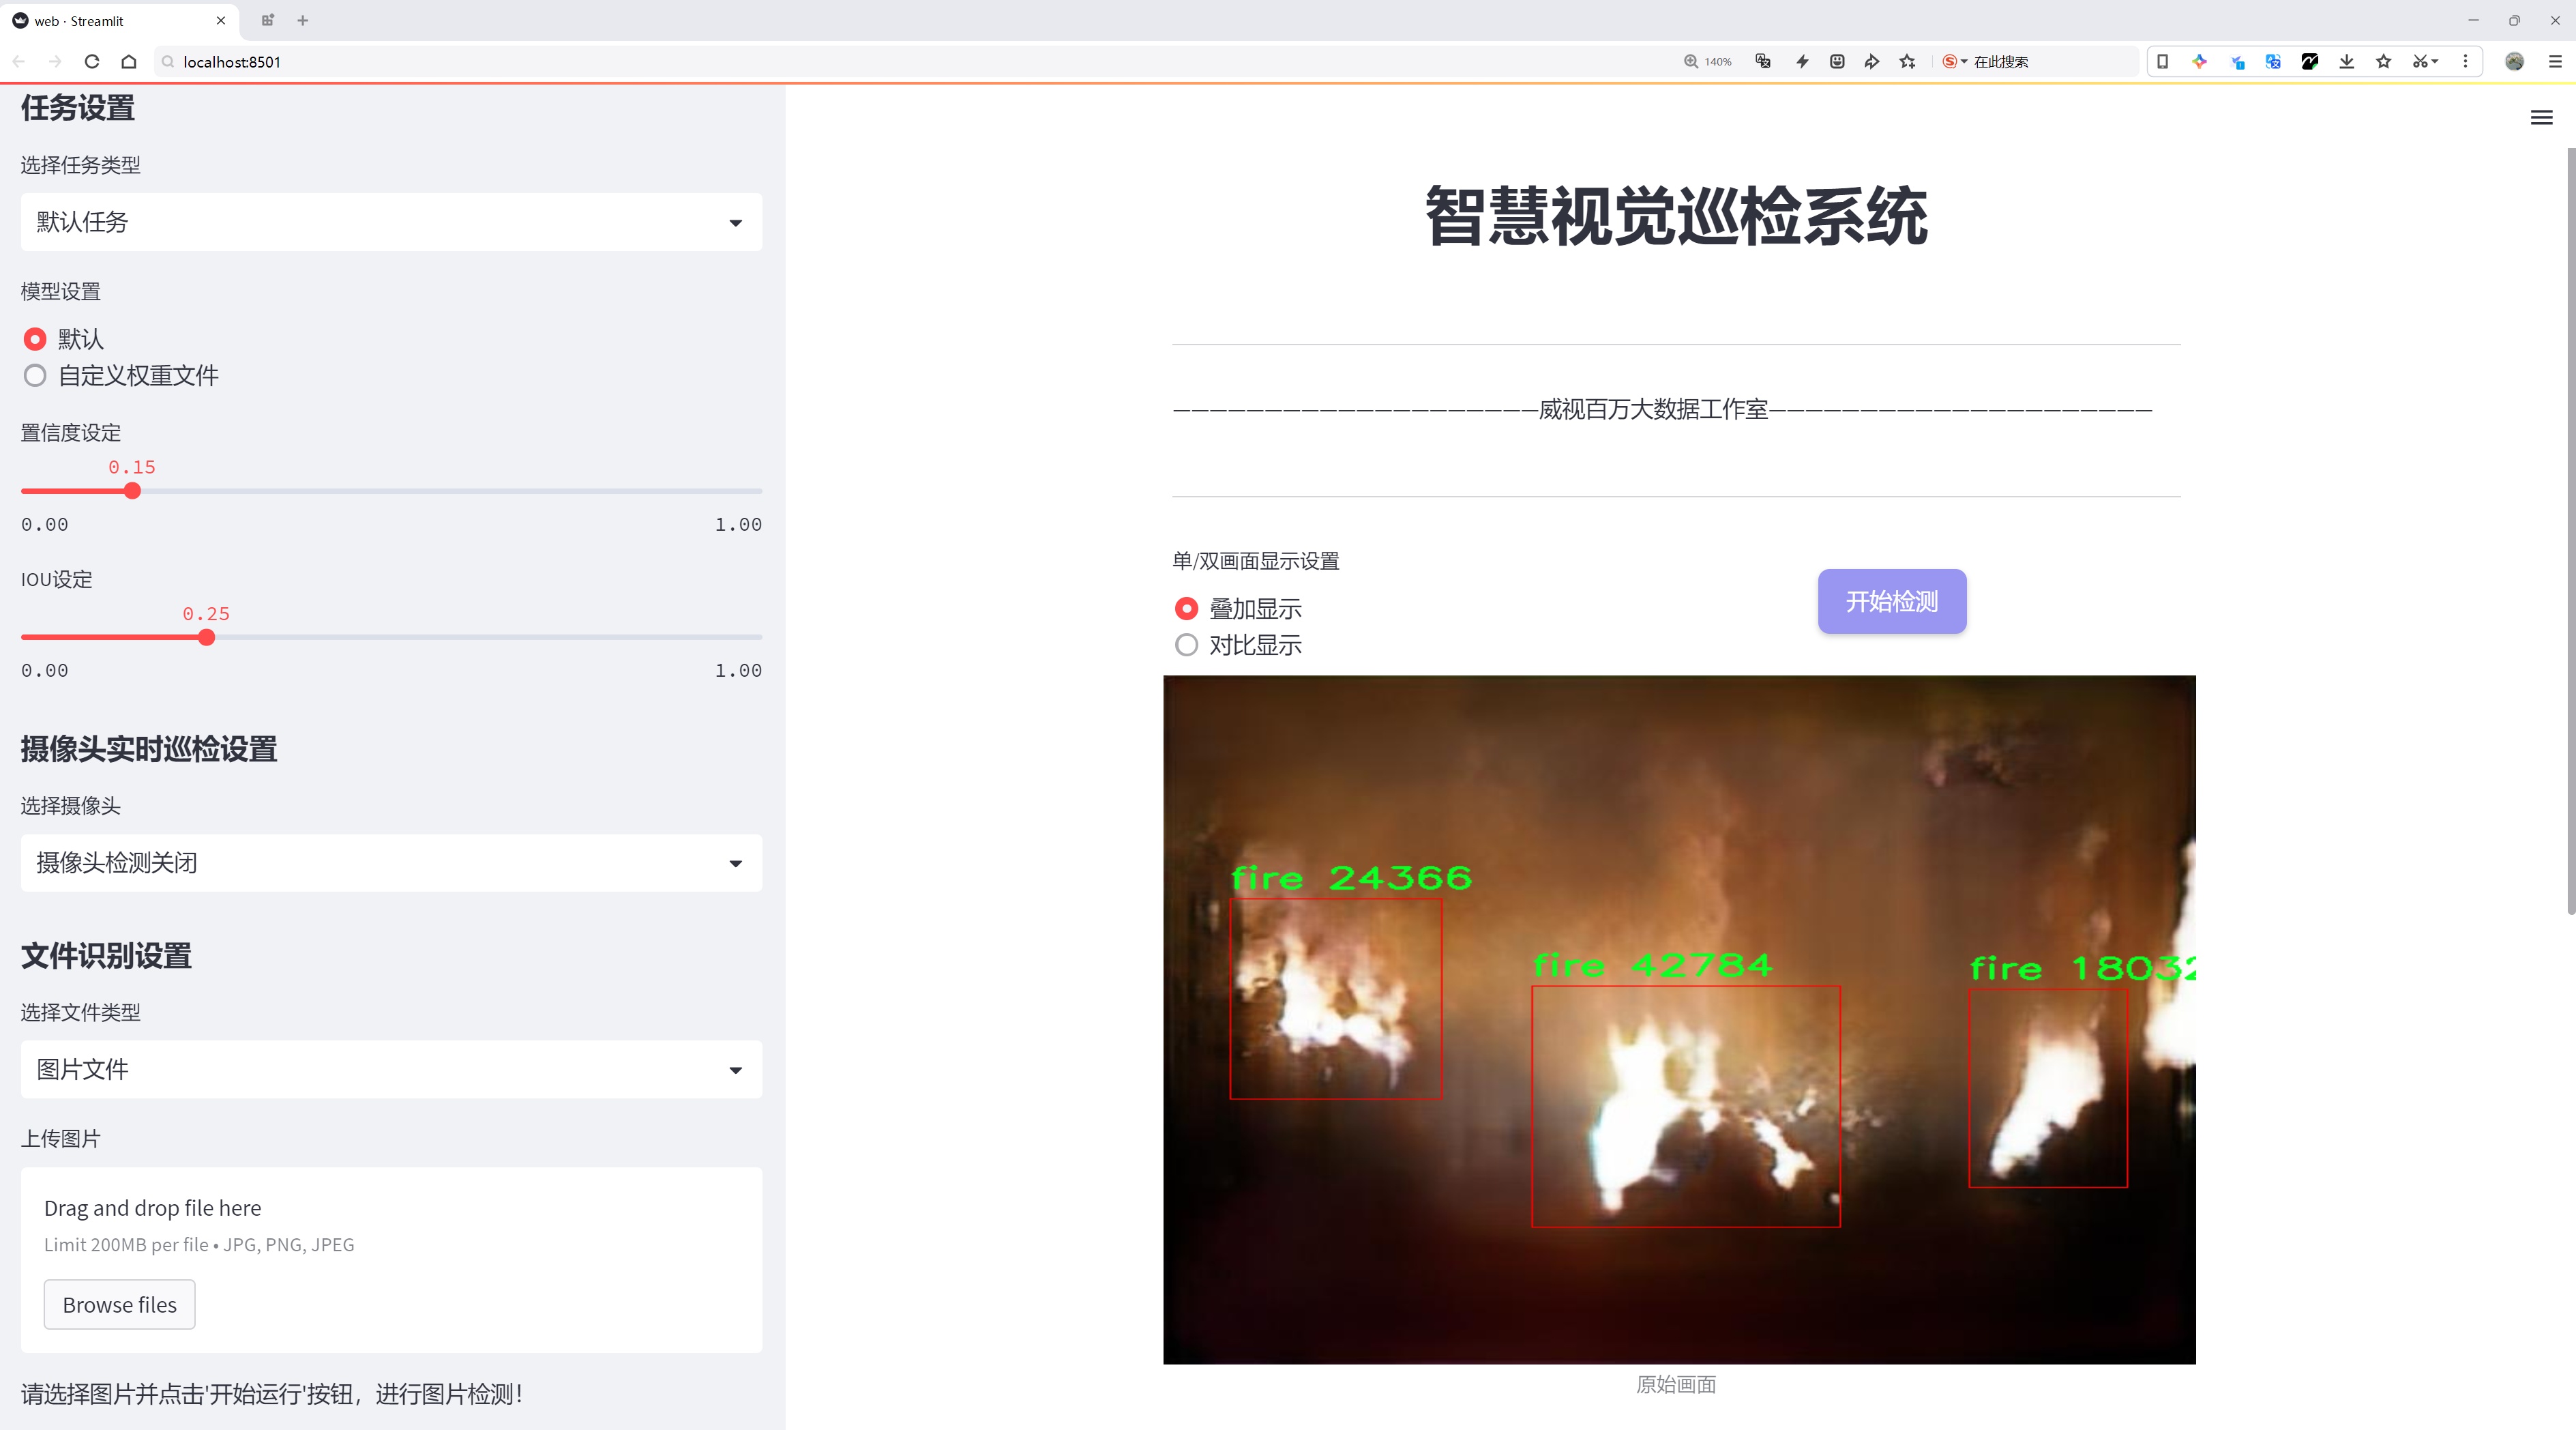 web · Streamlit
localhost:8501
140%
在此搜索
任务设置
选择任务类型
默认任务
模型设置
默认
自定义权重文件
置信度设定
0.15
0.00 1.00
IOU设定
0.25
0.00 1.00
摄像头实时巡检设置
选择摄像头
摄像头检测关闭
文件识别设置
选择文件类型
图片文件
上传图片
Drag and drop file here
Limit 200MB per file • JPG, PNG, JPEG
Browse files
请选择图片并点击'开始运行'按钮，进行图片检测！
智慧视觉巡检系统
————————————————————威视百万大数据工作室—————————————————————
单/双画面显示设置
叠加显示
对比显示
开始检测
fire 24366
fire 42784
fire 18032
原始画面